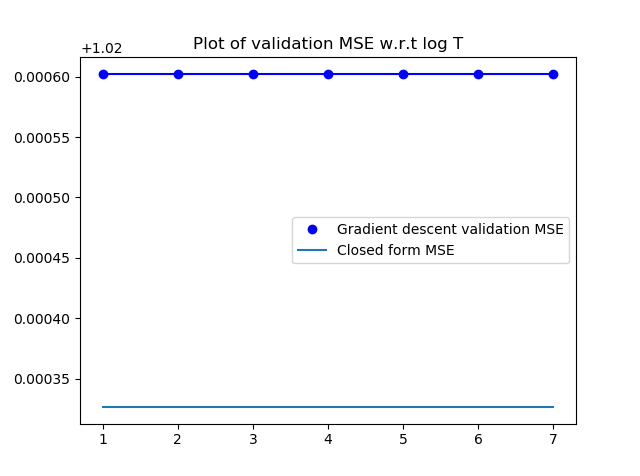 Plot of validation MSE w.r.t log T
+1.02
0.00060
0.00055
0.00050
0.00045
0.00040
0.00035
Gradient descent validation MSE
Closed form MSE
1 2 3 4 5 6 7